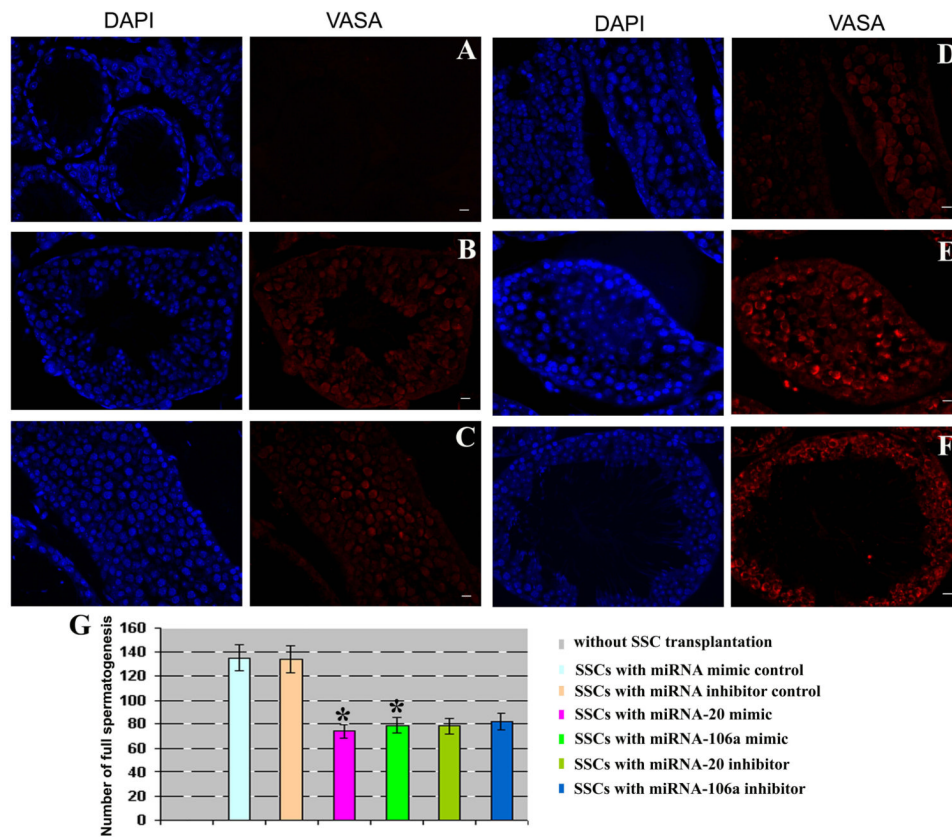 DAPI VASA DAPI VASA
A
D
B
E
C
F
G
Number of full spermatogenesis
160
140
120
100
80
60
40
20
0
* *
without SSC transplantation
SSCs with miRNA mimic control
SSCs with miRNA inhibitor control
SSCs with miRNA-20 mimic
SSCs with miRNA-106a mimic
SSCs with miRNA-20 inhibitor
SSCs with miRNA-106a inhibitor